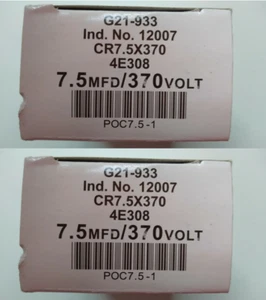 G21-933
Ind. No. 12007
CR7.5X370
4E308
7.5MFD/370VOLT
POC7.5-1
G21-933
Ind. No. 12007
CR7.5X370
4E308
7.5MFD/370VOLT
POC7.5-1